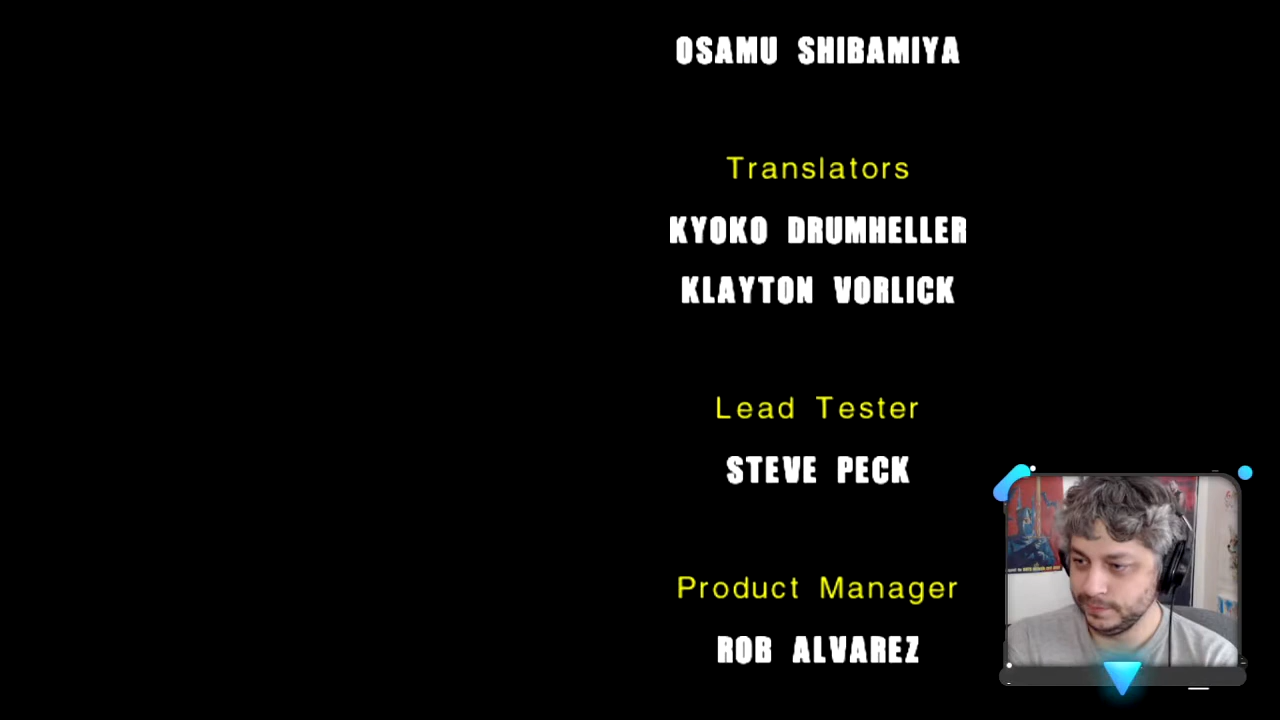 OSAMU SHIBAMIYA
Translators
KYOKO DRUMHELLER
KLAYTON VORLICK
Lead Tester
STEVE PECK
Product Manager
ROB ALVAREZ